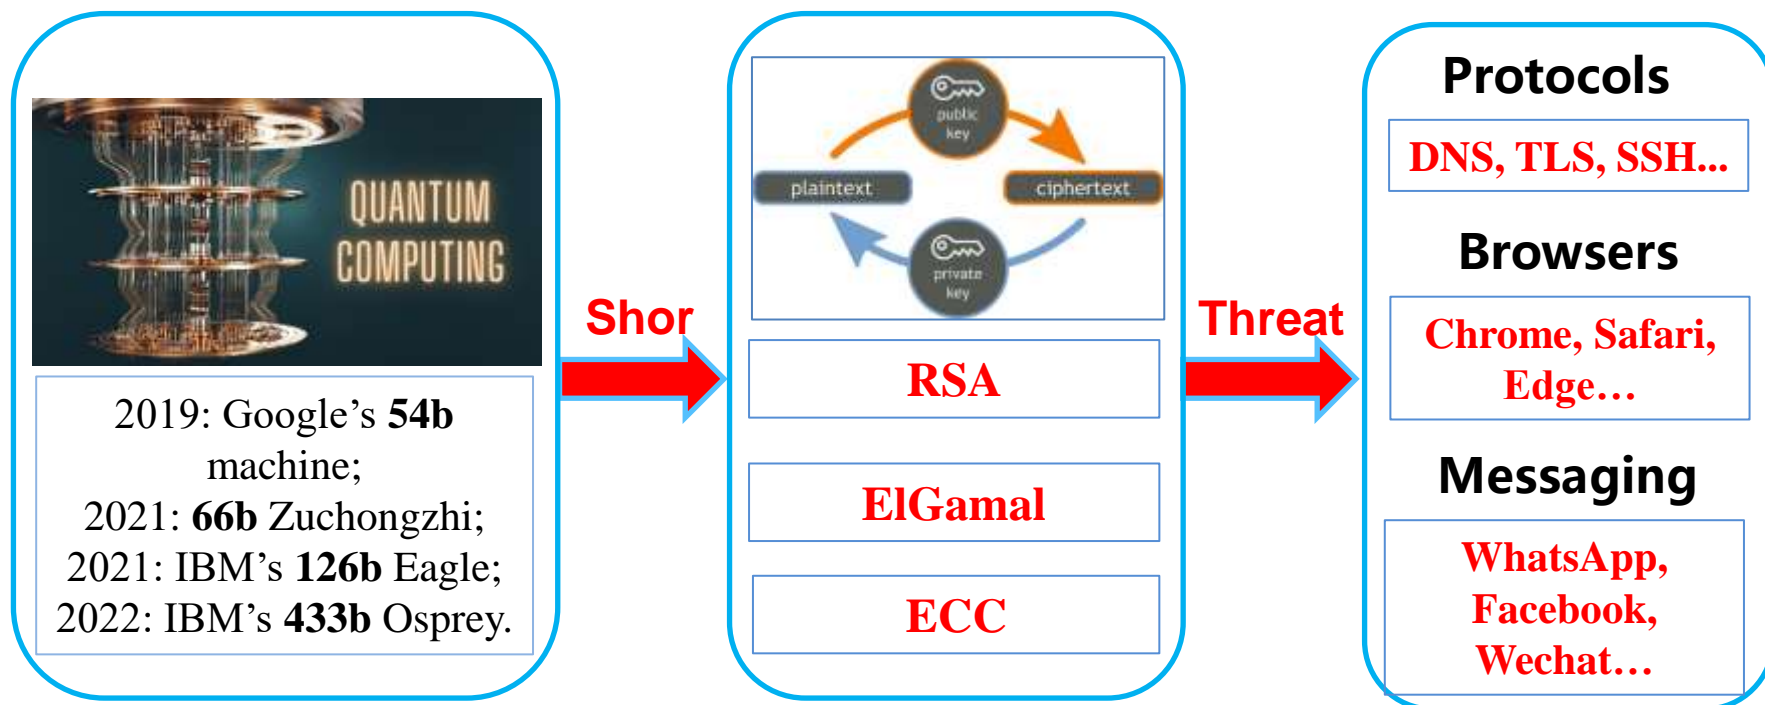 QUANTUM
COMPUTING
2019: Google’s 54b
machine;
2021: 66b Zuchongzhi;
2021: IBM’s 126b Eagle;
2022: IBM’s 433b Osprey.
Shor
public
key
plaintext
ciphertext
private
key
RSA
ElGamal
ECC
Threat
Protocols
DNS, TLS, SSH...
Browsers
Chrome, Safari,
Edge…
Messaging
WhatsApp,
Facebook,
Wechat…